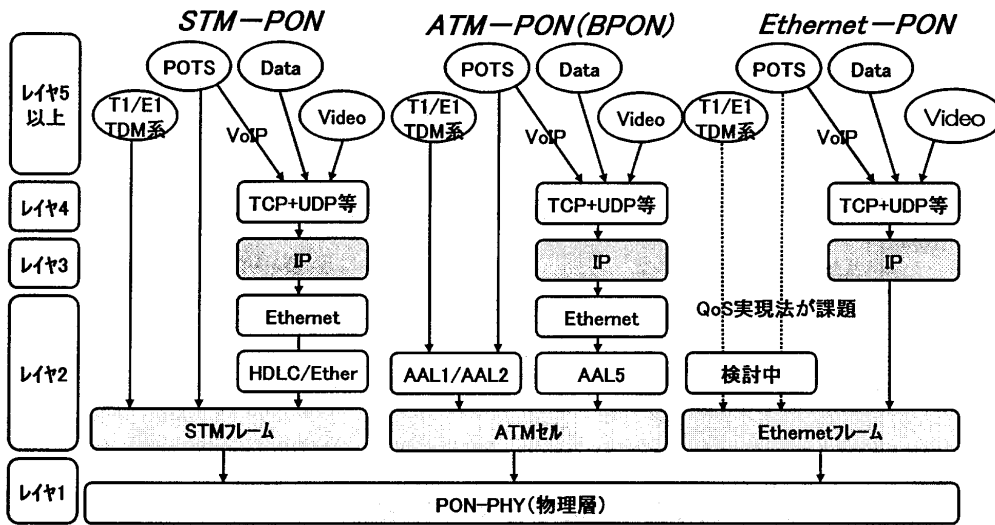 STM－PON
ATM－PON(BPON)
Ethernet－PON
レイヤ5
以上
POTS
Data
T1/E1
TDM系
VoIP
Video
POTS
Data
T1/E1
TDM系
VoIP
Video
POTS
Data
T1/E1
TDM系
VoIP
Video
レイヤ4
TCP+UDP等
TCP+UDP等
TCP+UDP等
レイヤ3
IP
IP
IP
レイヤ2
Ethernet
Ethernet
QoS実現法が課題
HDLC/Ether
AAL1/AAL2
AAL5
検討中
STMフレーム
ATMセル
Ethernetフレーム
レイヤ1
PON-PHY(物理層)